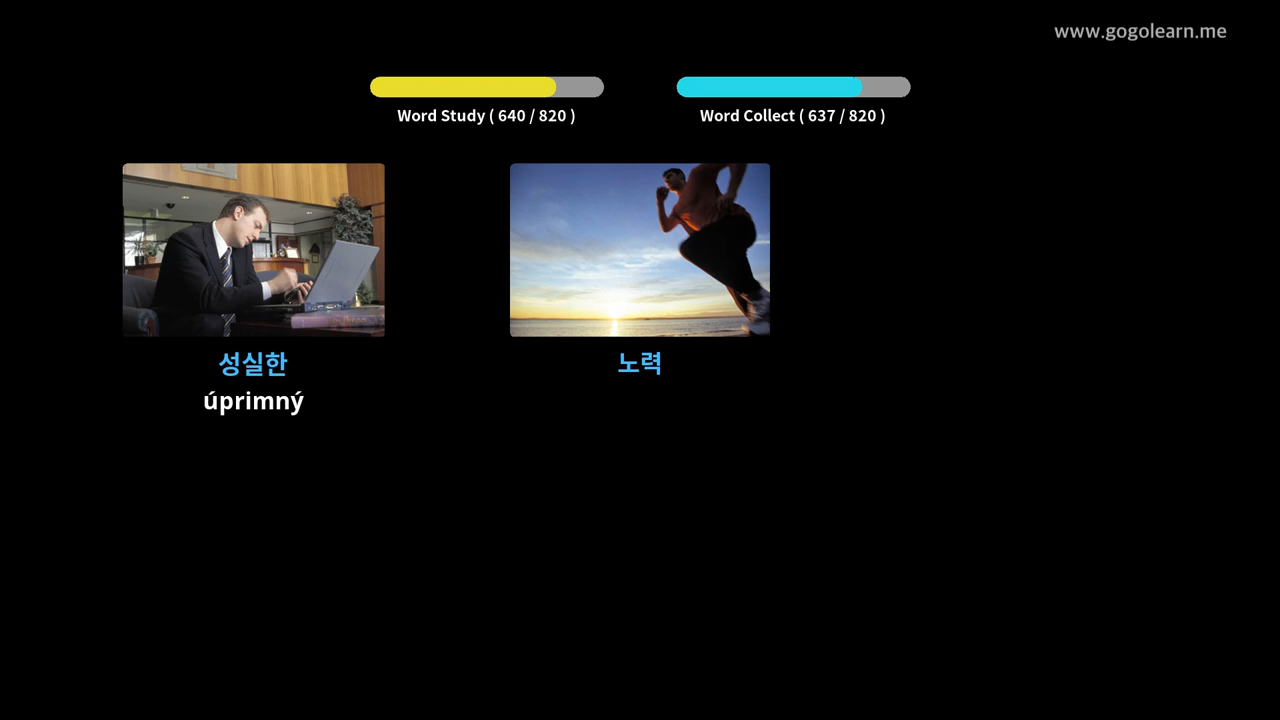 www.gogolearn.me
Word Study ( 640 / 820 )
Word Collect ( 637 / 820 )
성실한
úprimný
노력